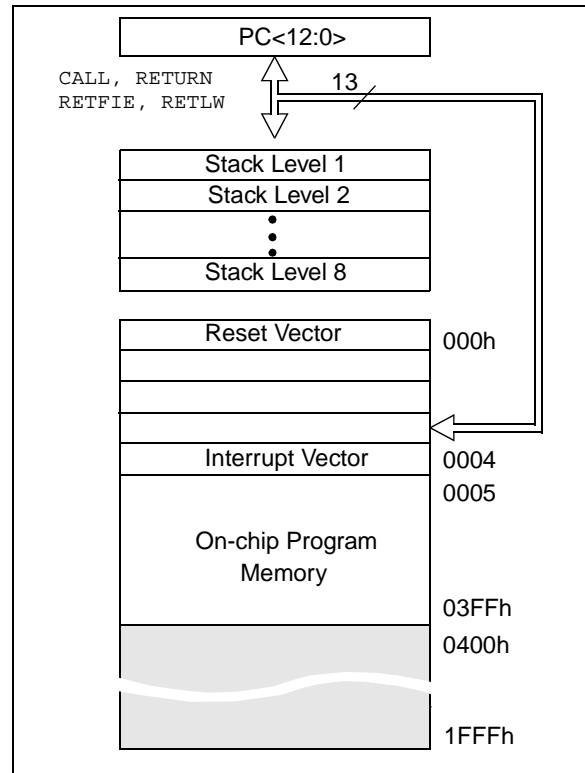 PC<12:0>
CALL, RETURN
RETFIE, RETLW
13
Stack Level 1
Stack Level 2
Stack Level 8
Reset Vector
000h
Interrupt Vector
0004
0005
On-chip Program
Memory
03FFh
0400h
1FFFh